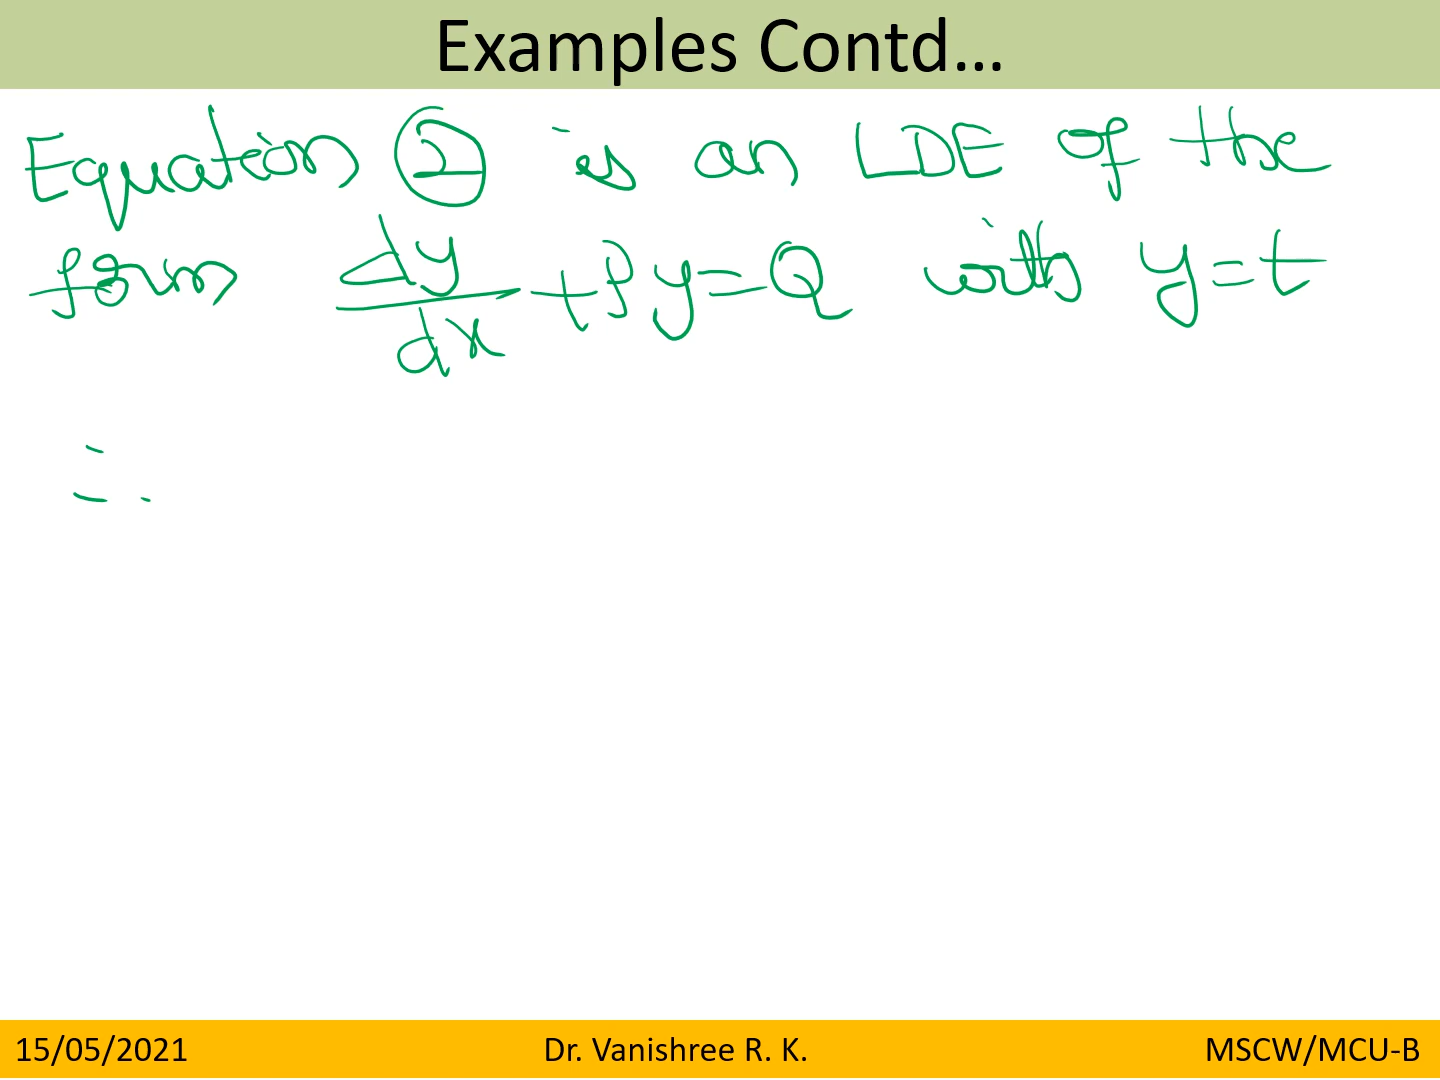 Examples Contd...
Equation ② is an LDE of the
form dy/dx + Py = Q with y = t
15/05/2021 Dr. Vanishree R. K. MSCW/MCU-B